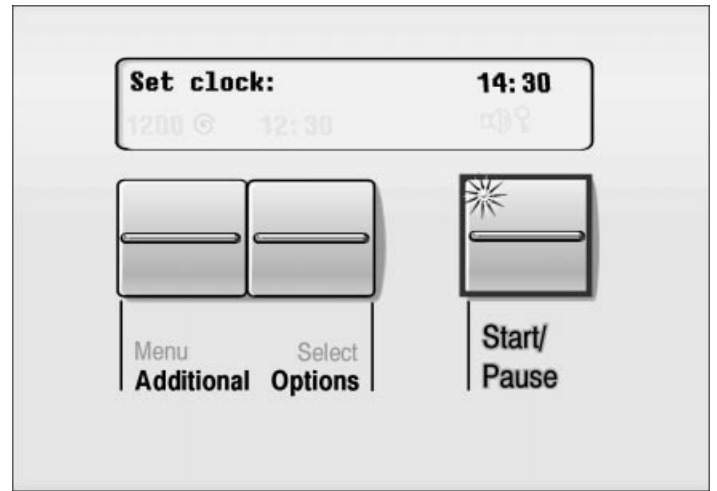 Set clock: 14:30
1200 12:30
Menu Select
Additional Options
Start/
Pause